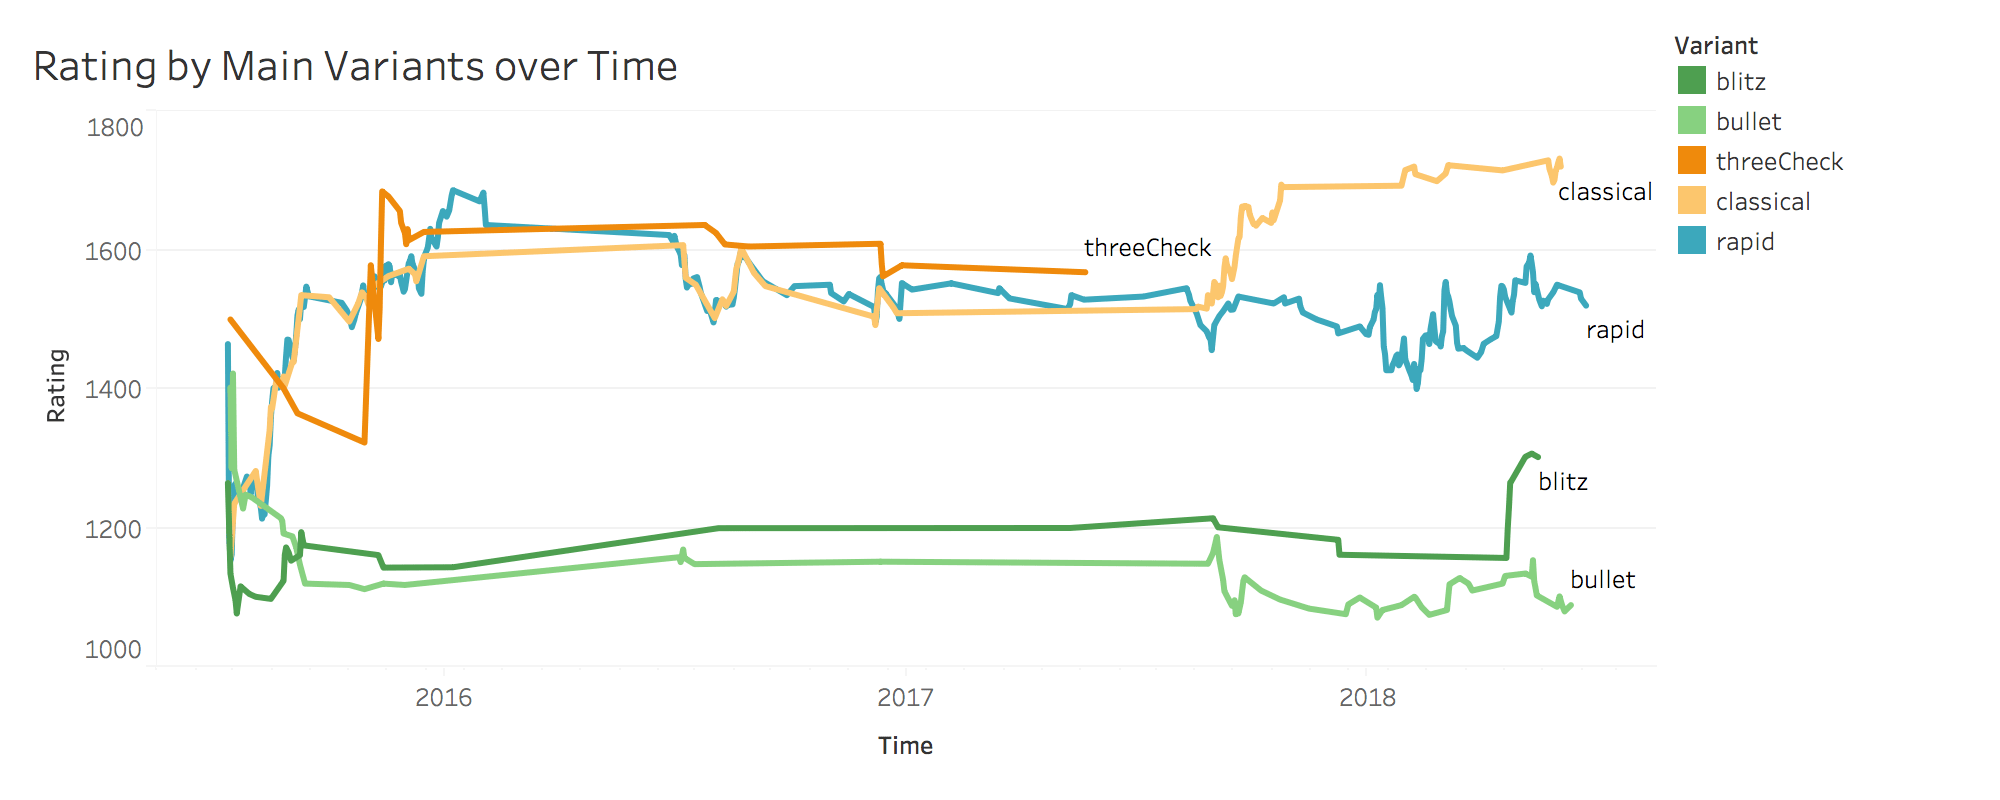 Rating by Main Variants over Time
Variant
blitz
bullet
threeCheck
classical
rapid
1800
1600
1400
1200
1000
Rating
classical
threeCheck
rapid
blitz
bullet
2016
2017
2018
Time